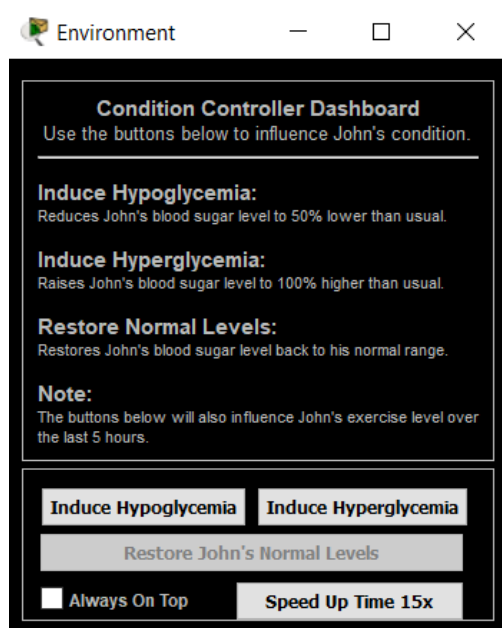 Environment
Condition Controller Dashboard
Use the buttons below to influence John's condition.
Induce Hypoglycemia:
Reduces John's blood sugar level to 50% lower than usual.
Induce Hyperglycemia:
Raises John's blood sugar level to 100% higher than usual.
Restore Normal Levels:
Restores John's blood sugar level back to his normal range.
Note:
The buttons below will also influence John's exercise level over
the last 5 hours.
Induce Hypoglycemia Induce Hyperglycemia
Restore John's Normal Levels
Always On Top Speed Up Time 15x